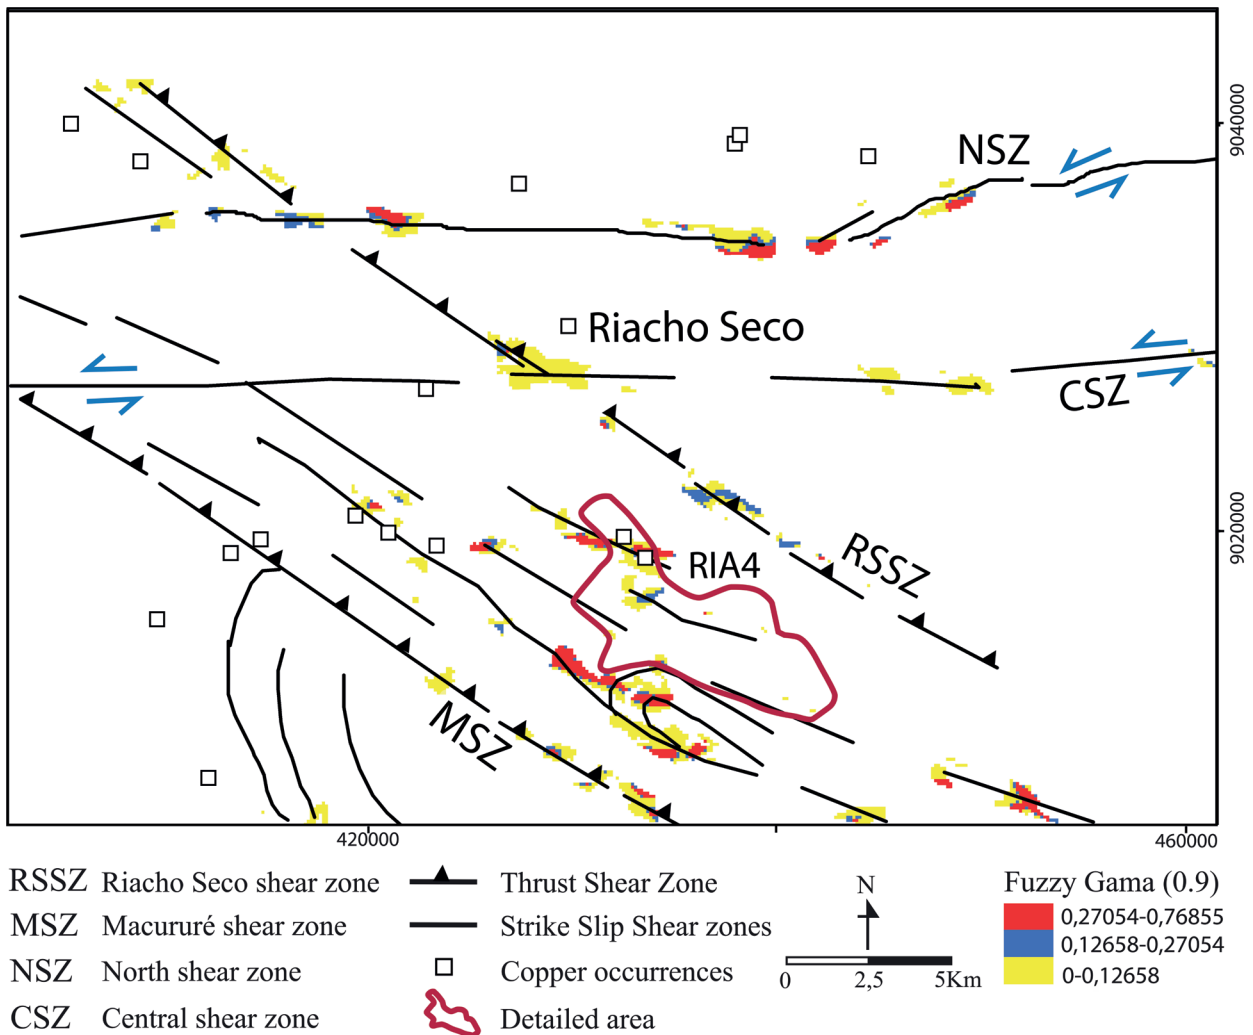 NSZ
9040000
Riacho Seco
CSZ
9020000
RIA4
RSSZ
MSZ
420000
460000
RSSZ Riacho Seco shear zone
MSZ Macururé shear zone
NSZ North shear zone
CSZ Central shear zone
Thrust Shear Zone
Strike Slip Shear zones
Copper occurrences
Detailed area
N
0 2,5 5Km
Fuzzy Gama (0.9)
0,27054-0,76855
0,12658-0,27054
0-0,12658